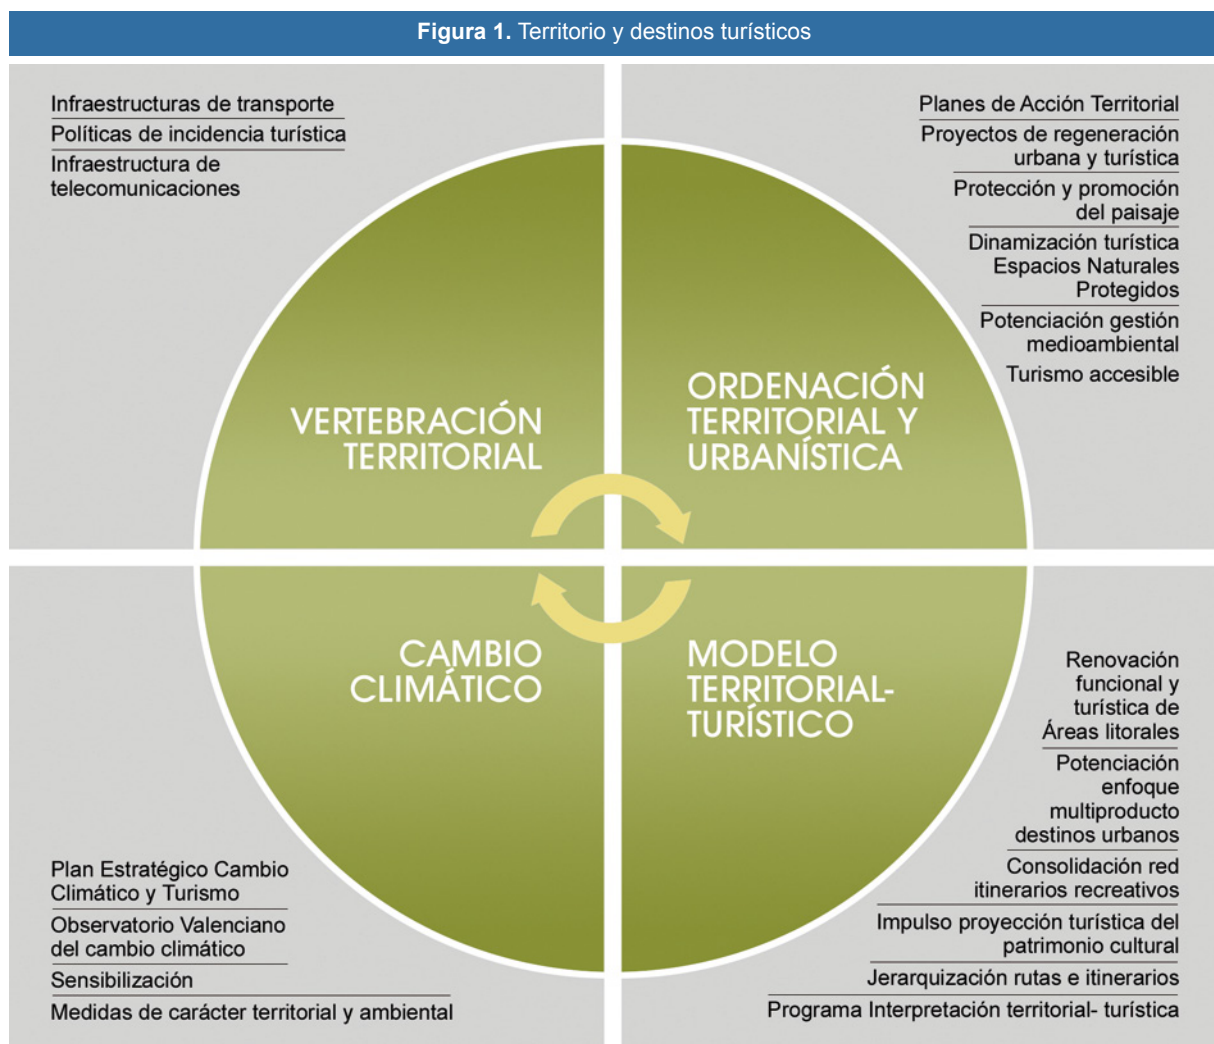 Figura 1. Territorio y destinos turísticos
Infraestructuras de transporte
Políticas de incidencia turística
Infraestructura de
telecomunicaciones
Planes de Acción Territorial
Proyectos de regeneración
urbana y turística
Protección y promoción
del paisaje
Dinamización turística
Espacios Naturales
Protegidos
Potenciación gestión
medioambiental
Turismo accesible
VERTEBRACIÓN
TERRITORIAL
ORDENACIÓN
TERRITORIAL Y
URBANÍSTICA
CAMBIO
CLIMÁTICO
MODELO
TERRITORIAL-
TURÍSTICO
Plan Estratégico Cambio
Climático y Turismo
Observatorio Valenciano
del cambio climático
Sensibilización
Medidas de carácter territorial y ambiental
Renovación
funcional y
turística de
Áreas litorales
Potenciación
enfoque
multiproducto
destinos urbanos
Consolidación red
itinerarios recreativos
Impulso proyección turística del
patrimonio cultural
Jerarquización rutas e itinerarios
Programa Interpretación territorial- turística